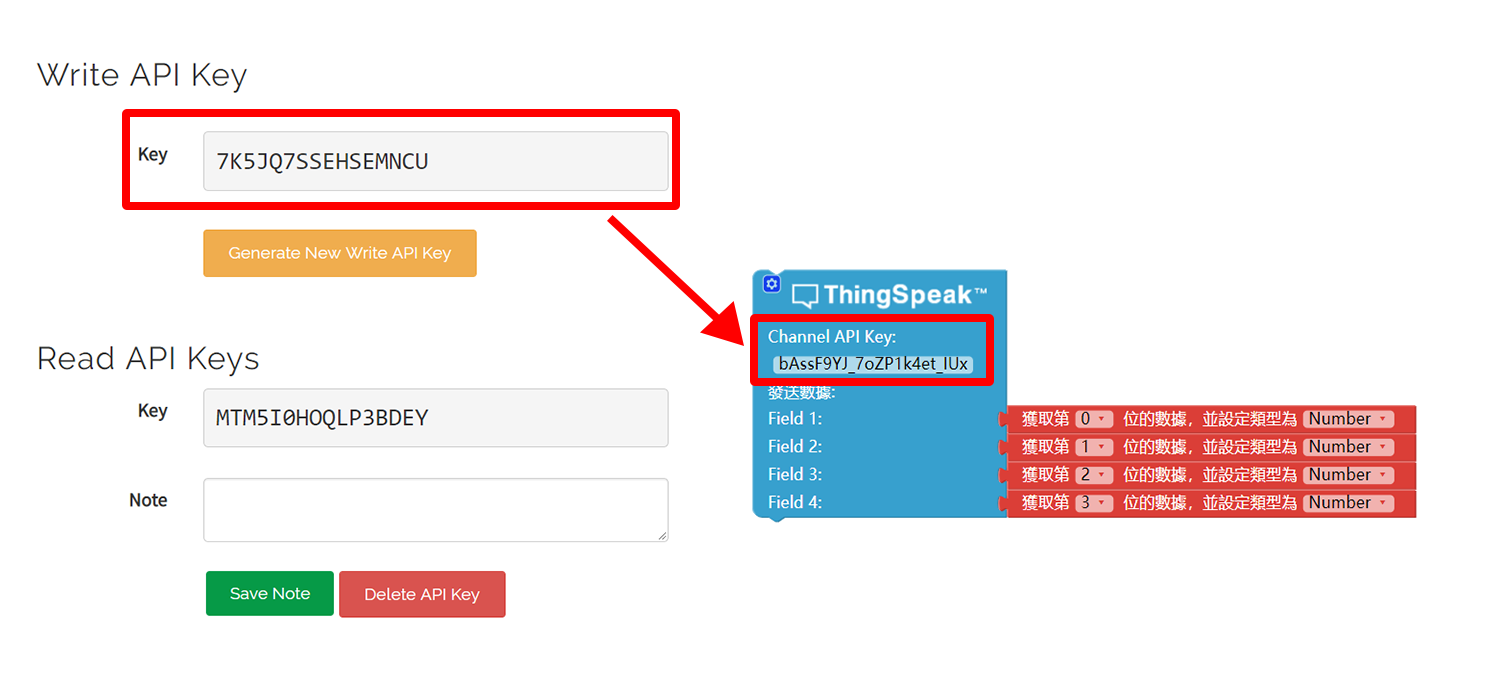 Write API Key
Key
7K5JQ7SSEHSEMNCU
Generate New Write API Key
Read API Keys
Key
MTM5I0HOQLP3BDEY
Note
Save Note
Delete API Key
ThingSpeak™
Channel API Key:
bAssF9YJ_7oZP1k4et_IUx
發送數據:
Field 1: 獲取第 0 位的數據，並設定類型為 Number
Field 2: 獲取第 1 位的數據，並設定類型為 Number
Field 3: 獲取第 2 位的數據，並設定類型為 Number
Field 4: 獲取第 3 位的數據，並設定類型為 Number